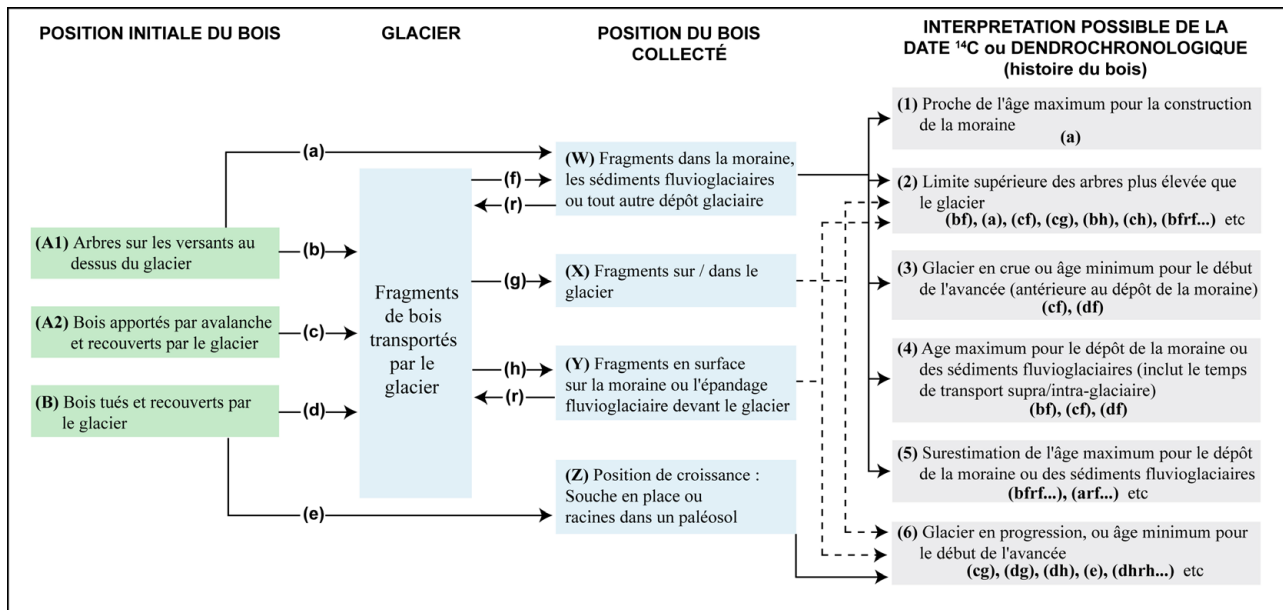 POSITION INITIALE DU BOIS
GLACIER
POSITION DU BOIS
COLLECTÉ
INTERPRETATION POSSIBLE DE LA
DATE ¹⁴C ou DENDROCHRONOLOGIQUE
(histoire du bois)
(A1) Arbres sur les versants au
dessus du glacier
(A2) Bois apportés par avalanche
et recouverts par le glacier
(B) Bois tués et recouverts par
le glacier
(a)
(b)
(c)
(d)
(e)
Fragments
de bois
transportés
par le
glacier
(f)
(r)
(g)
(h)
(r)
(W) Fragments dans la moraine,
les sédiments fluvioglaciaires
ou tout autre dépôt glaciaire
(X) Fragments sur / dans le
glacier
(Y) Fragments en surface
sur la moraine ou l'épandage
fluvioglaciaire devant le glacier
(Z) Position de croissance :
Souche en place ou
racines dans un paléosol
(1) Proche de l'âge maximum pour la construction
de la moraine
(a)
(2) Limite supérieure des arbres plus élevée que
le glacier
(bf), (a), (cf), (cg), (bh), (ch), (bfrf...) etc
(3) Glacier en crue ou âge minimum pour le début
de l'avancée (antérieure au dépôt de la moraine)
(cf), (df)
(4) Age maximum pour le dépôt de la moraine ou
des sédiments fluvioglaciaires (inclut le temps
de transport supra/intra-glaciaire)
(bf), (cf), (df)
(5) Surestimation de l'âge maximum pour le dépôt
de la moraine ou des sédiments fluvioglaciaires
(bfrf...), (arf...) etc
(6) Glacier en progression, ou âge minimum pour
le début de l'avancée
(cg), (dg), (dh), (e), (dhrh...) etc